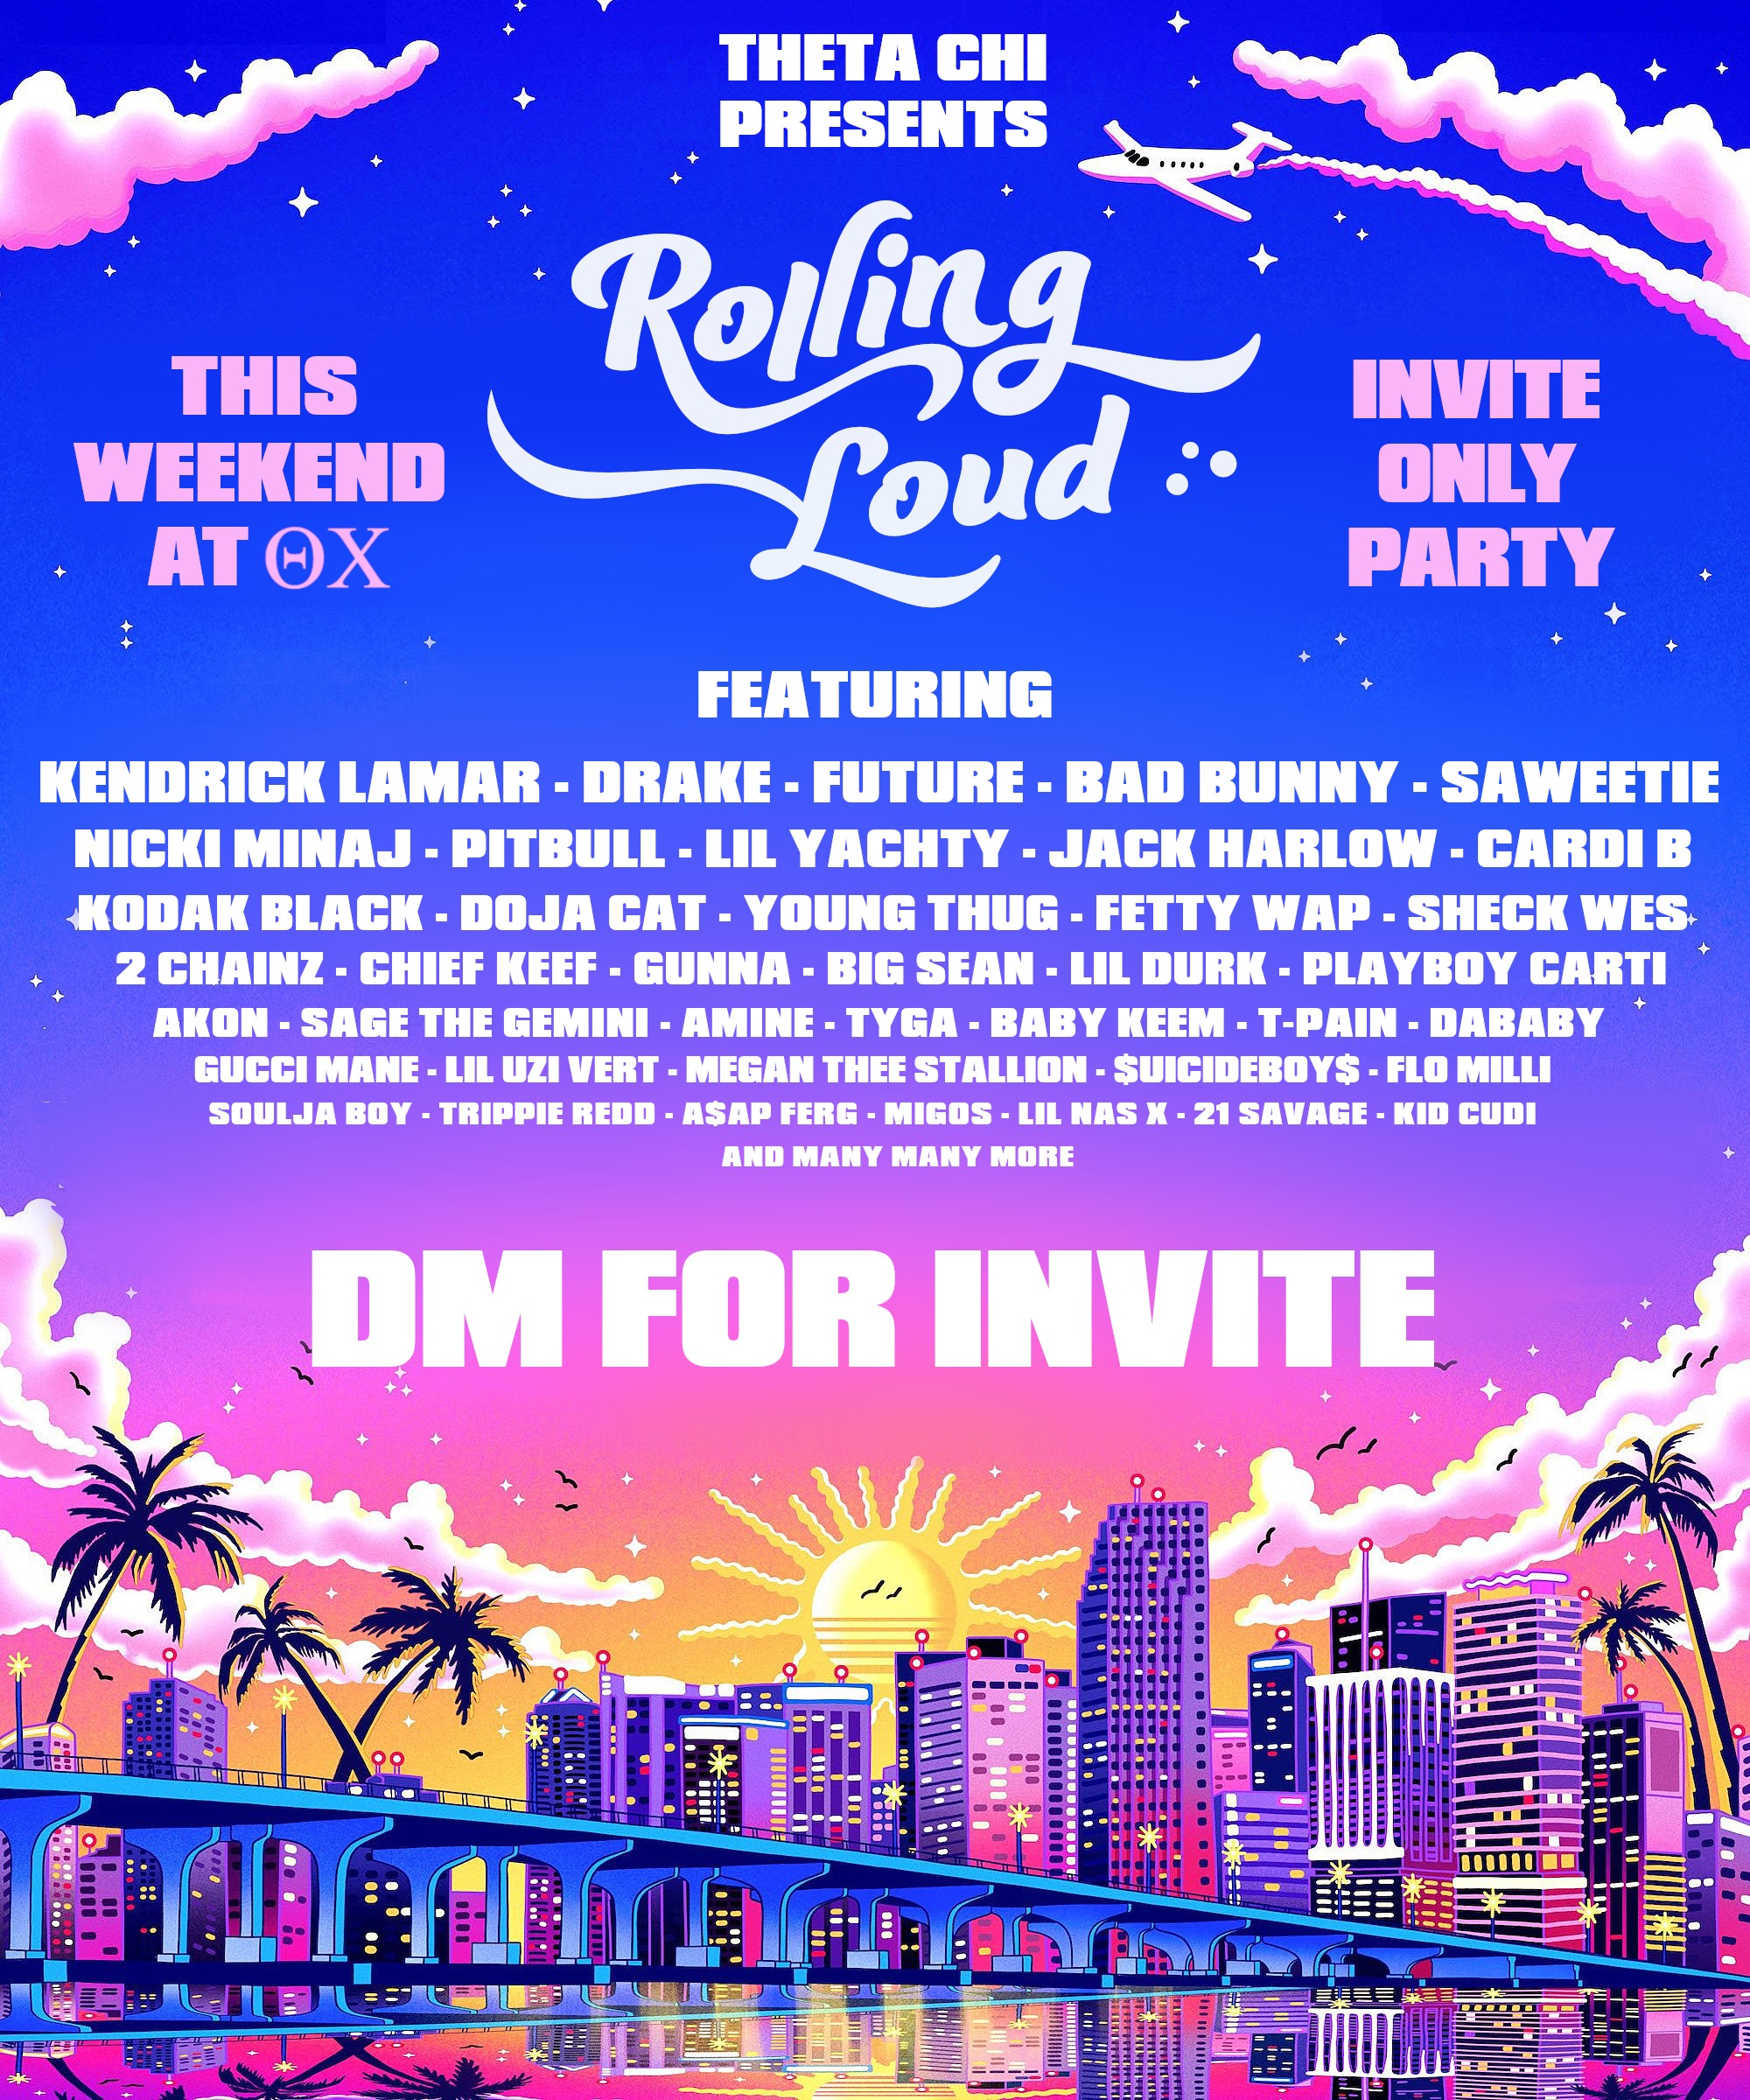 THETA CHI
PRESENTS
Rolling
Loud
THIS
WEEKEND
AT ΘΧ
INVITE
ONLY
PARTY
FEATURING
KENDRICK LAMAR - DRAKE - FUTURE - BAD BUNNY - SAWEETIE
NICKI MINAJ - PITBULL - LIL YACHTY - JACK HARLOW - CARDI B
KODAK BLACK - DOJA CAT - YOUNG THUG - FETTY WAP - SHECK WES
2 CHAINZ - CHIEF KEEF - GUNNA - BIG SEAN - LIL DURK - PLAYBOY CARTI
AKON - SAGE THE GEMINI - AMINE - TYGA - BABY KEEM - T-PAIN - DABABY
GUCCI MANE - LIL UZI VERT - MEGAN THEE STALLION - $UICIDEBOY$ - FLO MILLI
SOULJA BOY - TRIPPIE REDD - A$AP FERG - MIGOS - LIL NAS X - 21 SAVAGE - KID CUDI
AND MANY MANY MORE
DM FOR INVITE